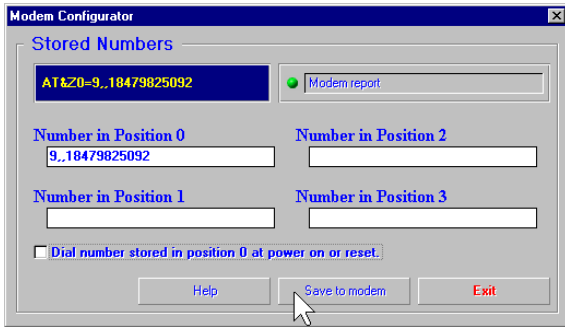 Modem Configurator
Stored Numbers
AT&Z0=9,,18479825092
Modem report
Number in Position 0
9,,18479825092
Number in Position 2
Number in Position 1
Number in Position 3
Dial number stored in position 0 at power on or reset.
Help
Save to modem
Exit